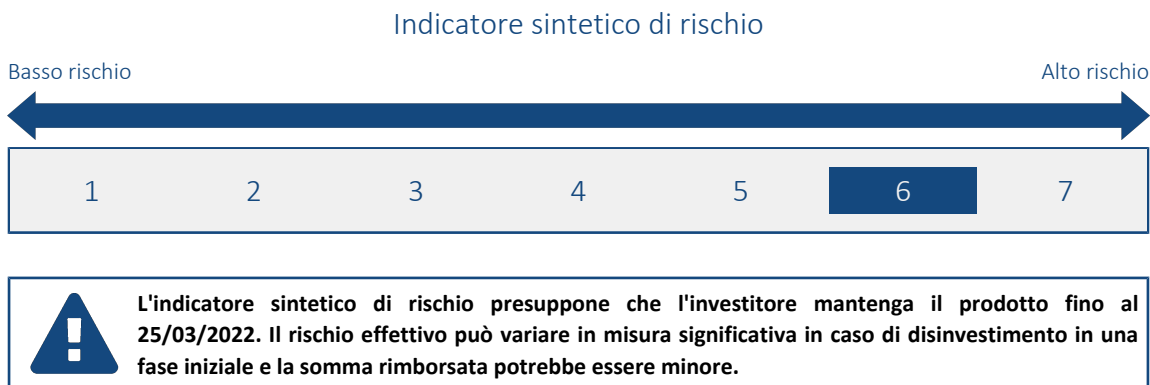 Indicatore sintetico di rischio
Basso rischio Alto rischio
1 2 3 4 5 6 7
L'indicatore sintetico di rischio presuppone che l'investitore mantenga il prodotto fino al
25/03/2022. Il rischio effettivo può variare in misura significativa in caso di disinvestimento in una
fase iniziale e la somma rimborsata potrebbe essere minore.